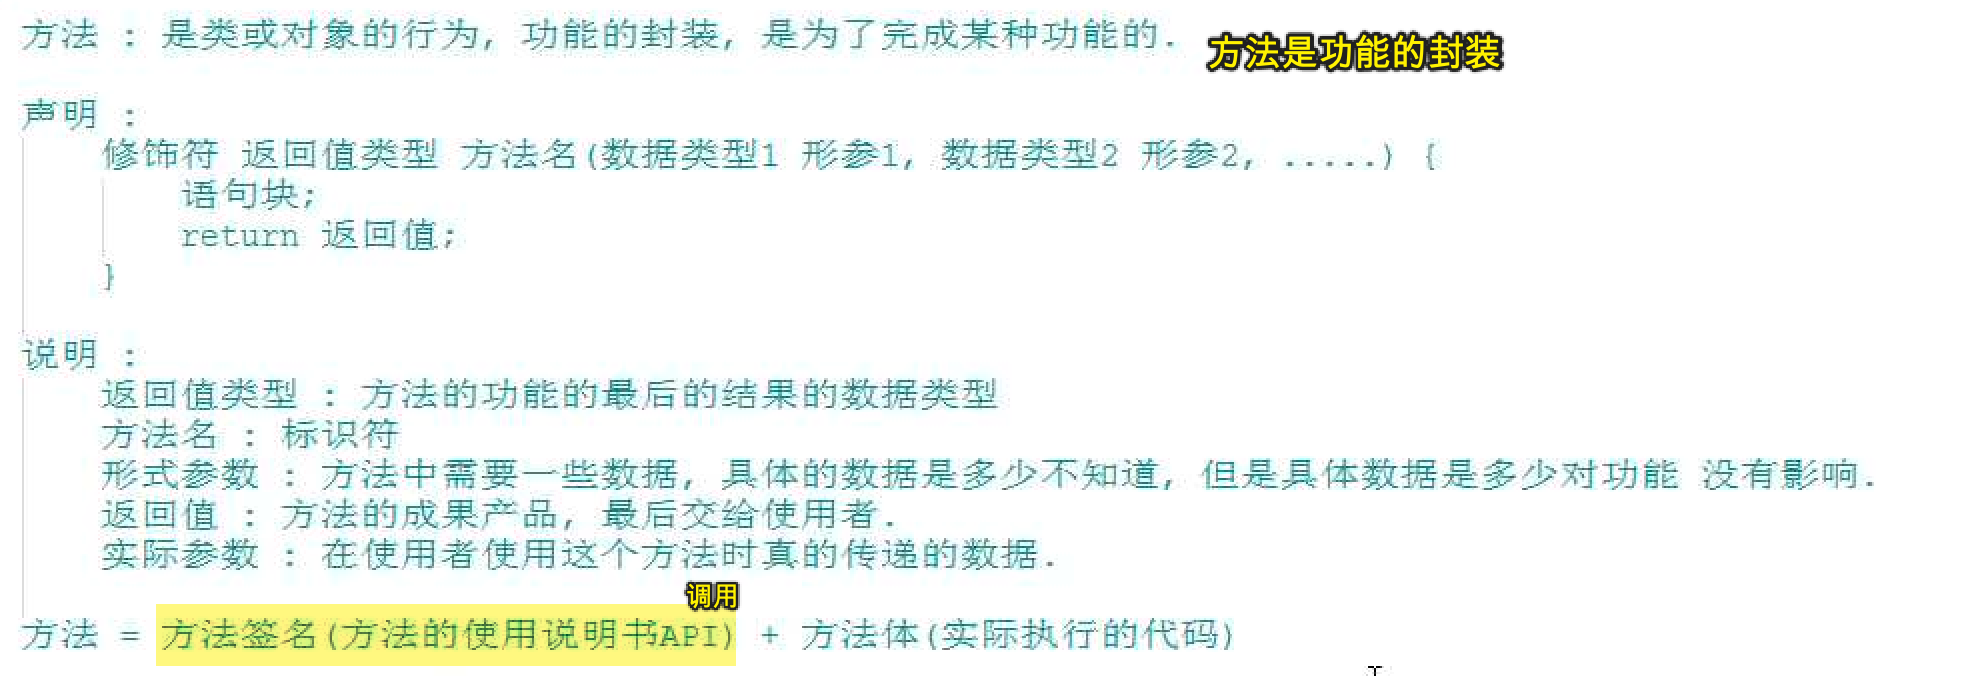 方法 : 是类或对象的行为, 功能的封装, 是为了完成某种功能的.
方法是功能的封装
声明 :
修饰符 返回值类型 方法名(数据类型1 形参1, 数据类型2 形参2, .....) {
语句块;
return 返回值;
}
说明 :
返回值类型 : 方法的功能的最后的结果的数据类型
方法名 : 标识符
形式参数 : 方法中需要一些数据, 具体的数据是多少不知道, 但是具体数据是多少对功能 没有影响.
返回值 : 方法的成果产品, 最后交给使用者.
实际参数 : 在使用者使用这个方法时真的传递的数据.
调用
方法 = 方法签名(方法的使用说明书API) + 方法体(实际执行的代码)